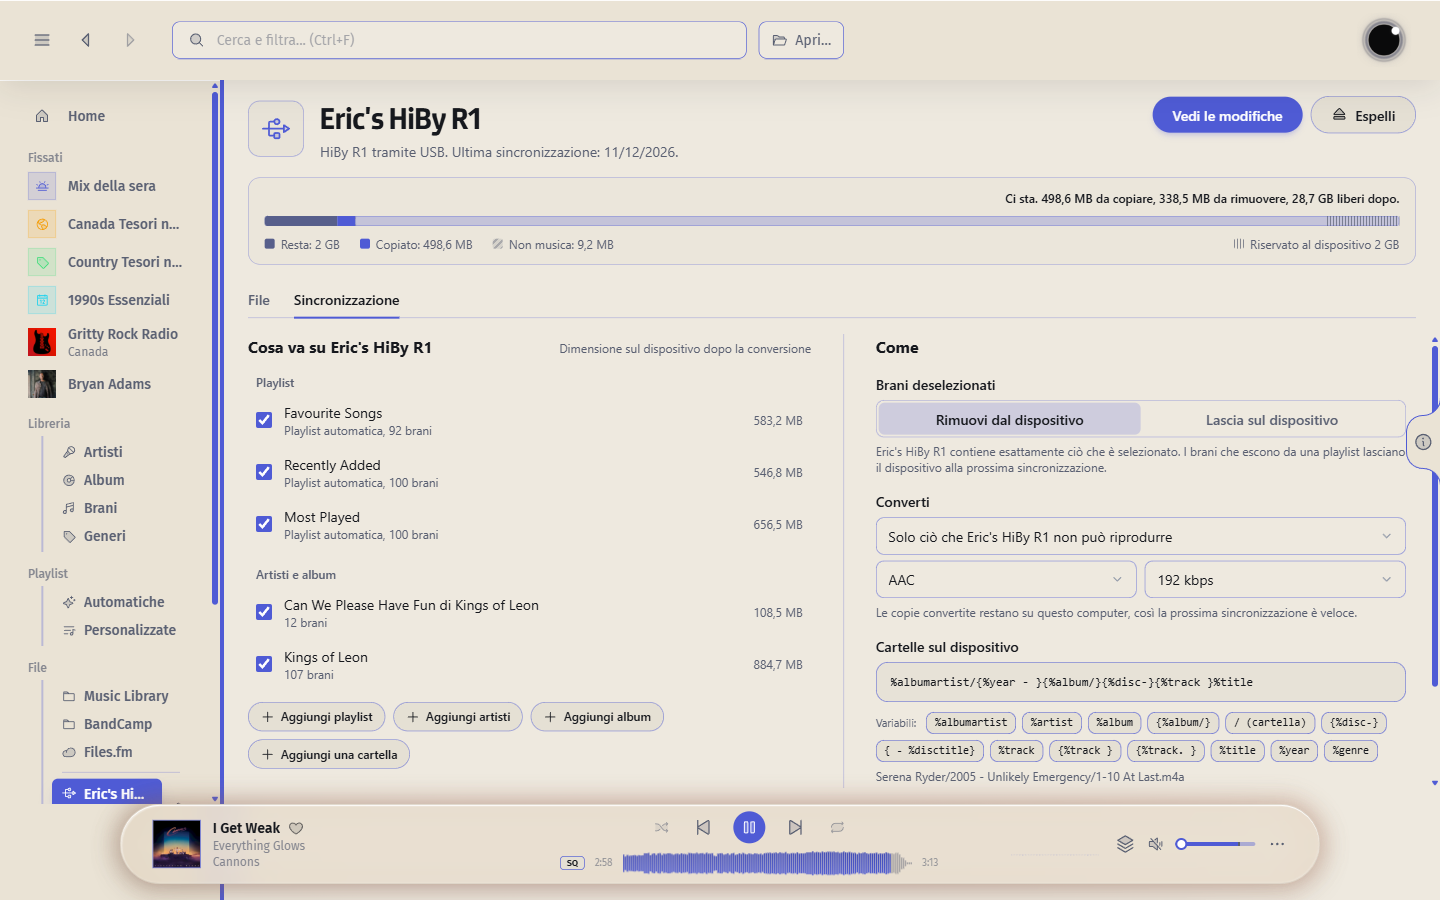 Cerca e filtra... (Ctrl+F)
Apri...
Home
Fissati
Mix della sera
Canada Tesori n...
Country Tesori n...
1990s Essenziali
Gritty Rock Radio
Canada
Bryan Adams
Libreria
Artisti
Album
Brani
Generi
Playlist
Automatiche
Personalizzate
File
Music Library
BandCamp
Files.fm
Eric's Hi...
Eric's HiBy R1
HiBy R1 tramite USB. Ultima sincronizzazione: 11/12/2026.
Vedi le modifiche
Espelli
Ci sta. 498,6 MB da copiare, 338,5 MB da rimuovere, 28,7 GB liberi dopo.
Resta: 2 GB
Copiato: 498,6 MB
Non musica: 9,2 MB
Riservato al dispositivo 2 GB
File
Sincronizzazione
Cosa va su Eric's HiBy R1
Dimensione sul dispositivo dopo la conversione
Playlist
Favourite Songs
Playlist automatica, 92 brani
583,2 MB
Recently Added
Playlist automatica, 100 brani
546,8 MB
Most Played
Playlist automatica, 100 brani
656,5 MB
Artisti e album
Can We Please Have Fun di Kings of Leon
12 brani
108,5 MB
Kings of Leon
107 brani
884,7 MB
Aggiungi playlist
Aggiungi artisti
Aggiungi album
Aggiungi una cartella
Come
Brani deselezionati
Rimuovi dal dispositivo
Lascia sul dispositivo
Eric's HiBy R1 contiene esattamente ciò che è selezionato. I brani che escono da una playlist lasciano
il dispositivo alla prossima sincronizzazione.
Converti
Solo ciò che Eric's HiBy R1 non può riprodurre
AAC
192 kbps
Le copie convertite restano su questo computer, così la prossima sincronizzazione è veloce.
Cartelle sul dispositivo
%albumartist/{%year - }{%album/}{%disc-}{%track }%title
Variabili:
%albumartist
%artist
%album
{%album/}
/ (cartella)
{%disc-}
{ - %disctitle}
%track
{%track }
{%track. }
%title
%year
%genre
Serena Ryder/2005 - Unlikely Emergency/1-10 At Last.m4a
I Get Weak
Everything Glows
Cannons
SQ
2:58
3:13